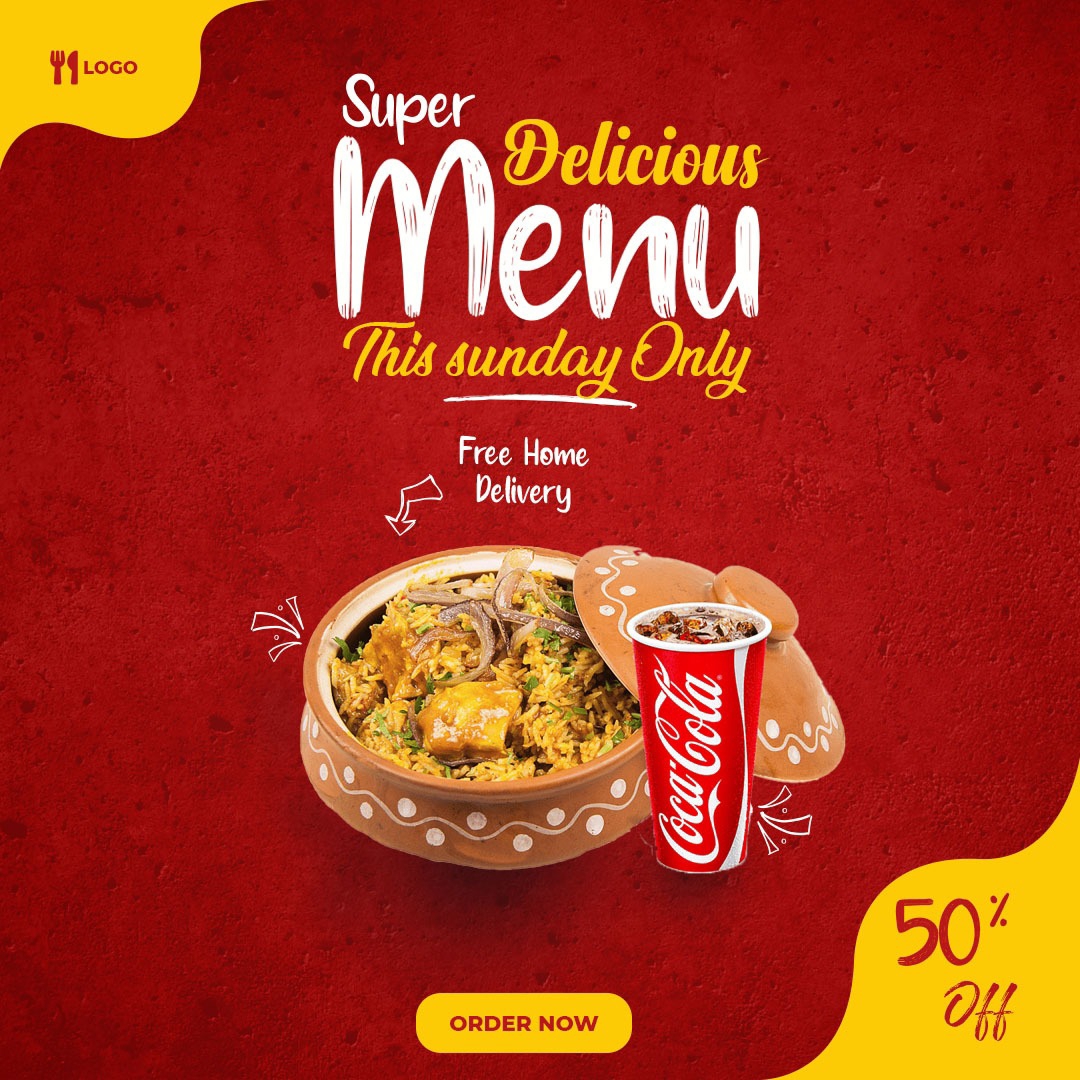 LOGO
Super
Delicious
Menu
This sunday Only
Free Home
Delivery
Coca-Cola
50%
Off
ORDER NOW